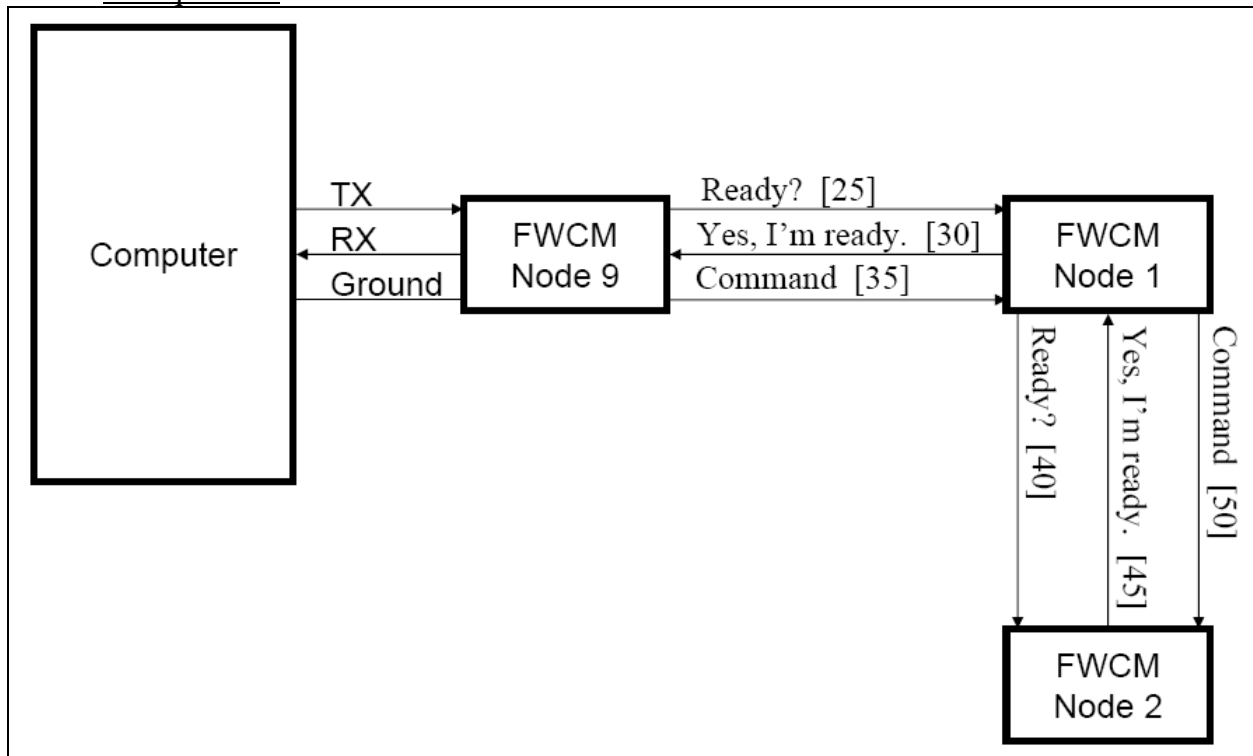 Computer
TX
RX
Ground
FWCM
Node 9
Ready? [25]
Yes, I'm ready. [30]
Command [35]
FWCM
Node 1
Ready? [40]
Yes, I'm ready. [45]
Command [50]
FWCM
Node 2